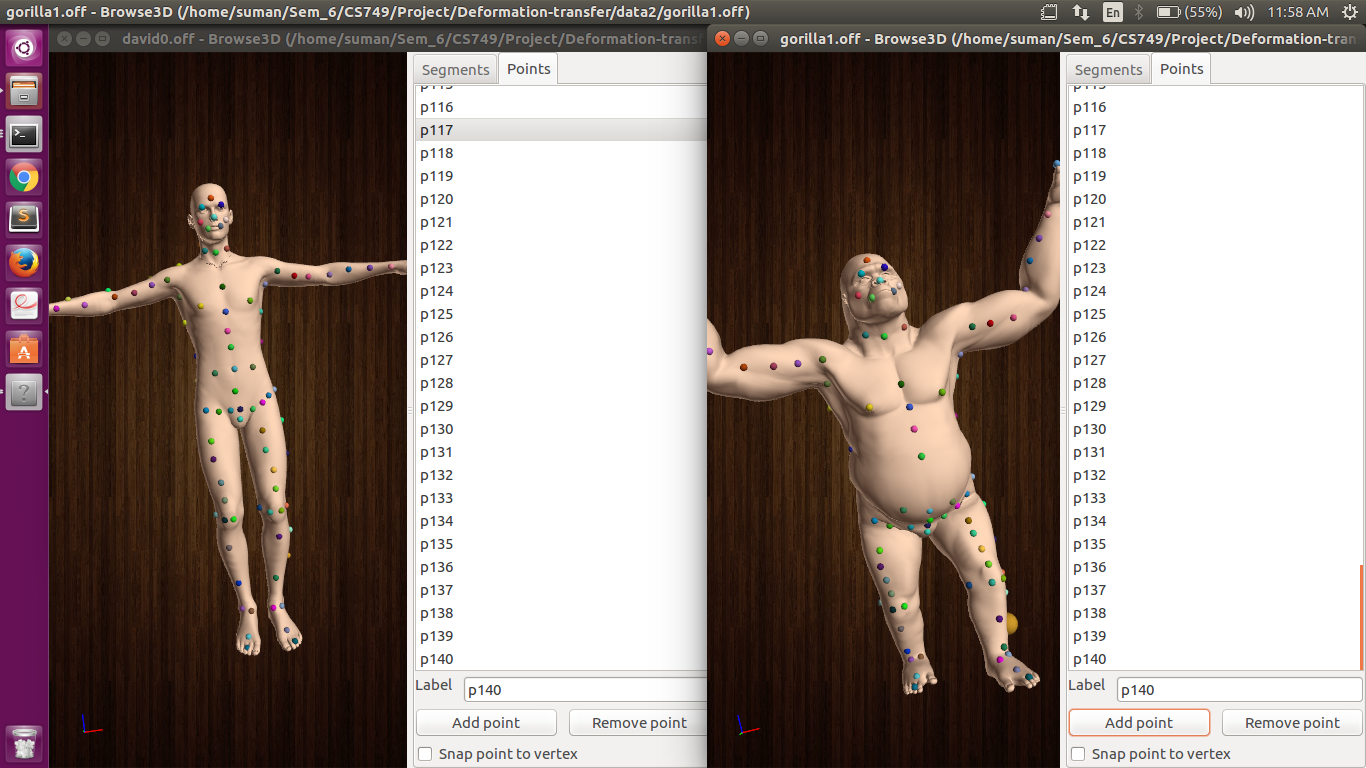 gorilla1.off - Browse3D (/home/suman/Sem_6/CS749/Project/Deformation-transfer/data2/gorilla1.off)
En
(55%)
11:58 AM
david0.off - Browse3D (/home/suman/Sem_6/CS749/Project/Deformation-transf
Segments
Points
p115
p116
p117
p118
p119
p120
p121
p122
p123
p124
p125
p126
p127
p128
p129
p130
p131
p132
p133
p134
p135
p136
p137
p138
p139
p140
Label
p140
Add point
Remove point
Snap point to vertex
gorilla1.off - Browse3D (/home/suman/Sem_6/CS749/Project/Deformation-tran
Segments
Points
p115
p116
p117
p118
p119
p120
p121
p122
p123
p124
p125
p126
p127
p128
p129
p130
p131
p132
p133
p134
p135
p136
p137
p138
p139
p140
Label
p140
Add point
Remove point
Snap point to vertex